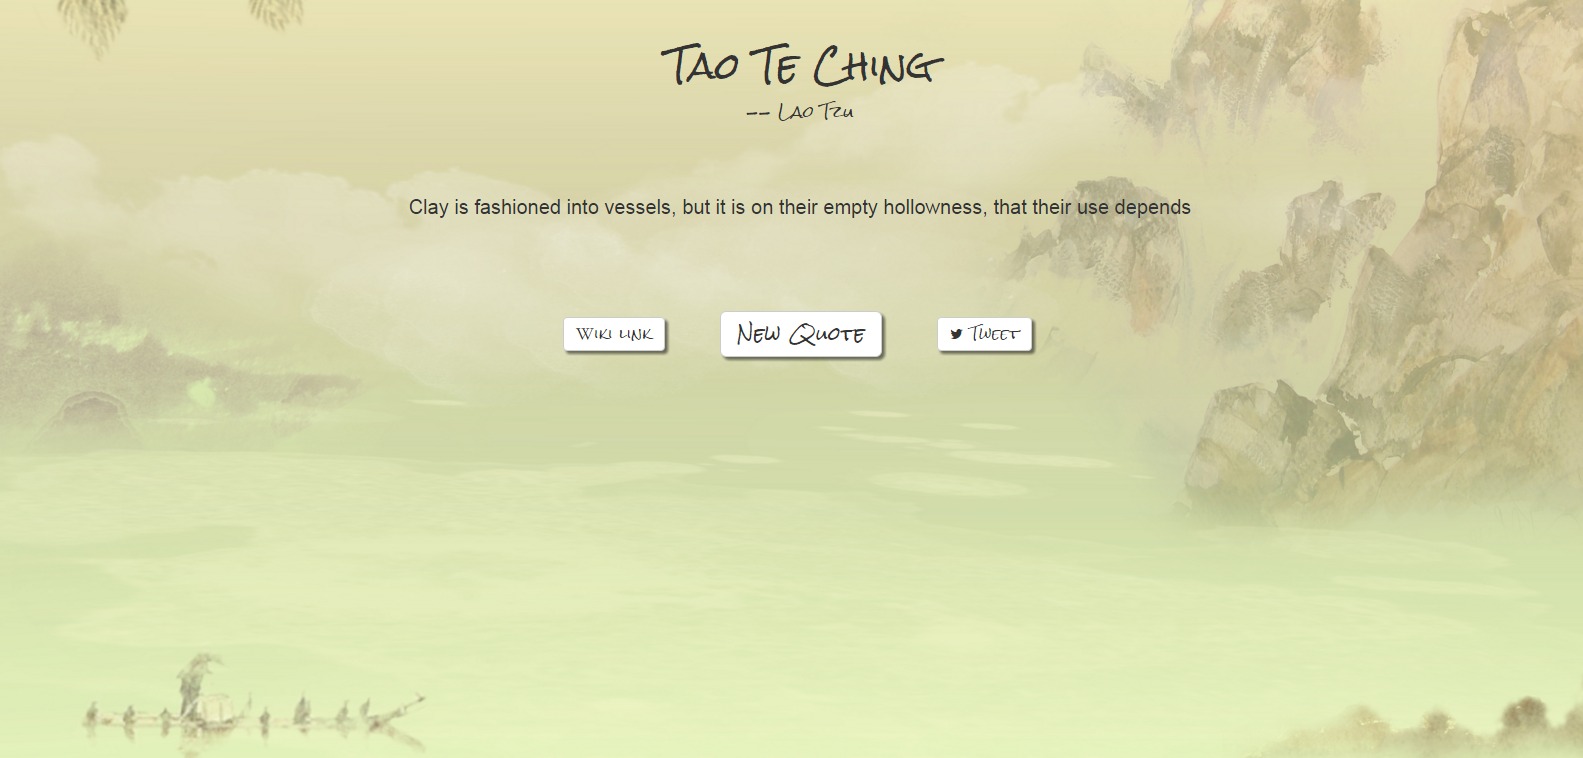 Tao Te Ching
-- Lao Tzu
Clay is fashioned into vessels, but it is on their empty hollowness, that their use depends
Wiki link
New Quote
Tweet